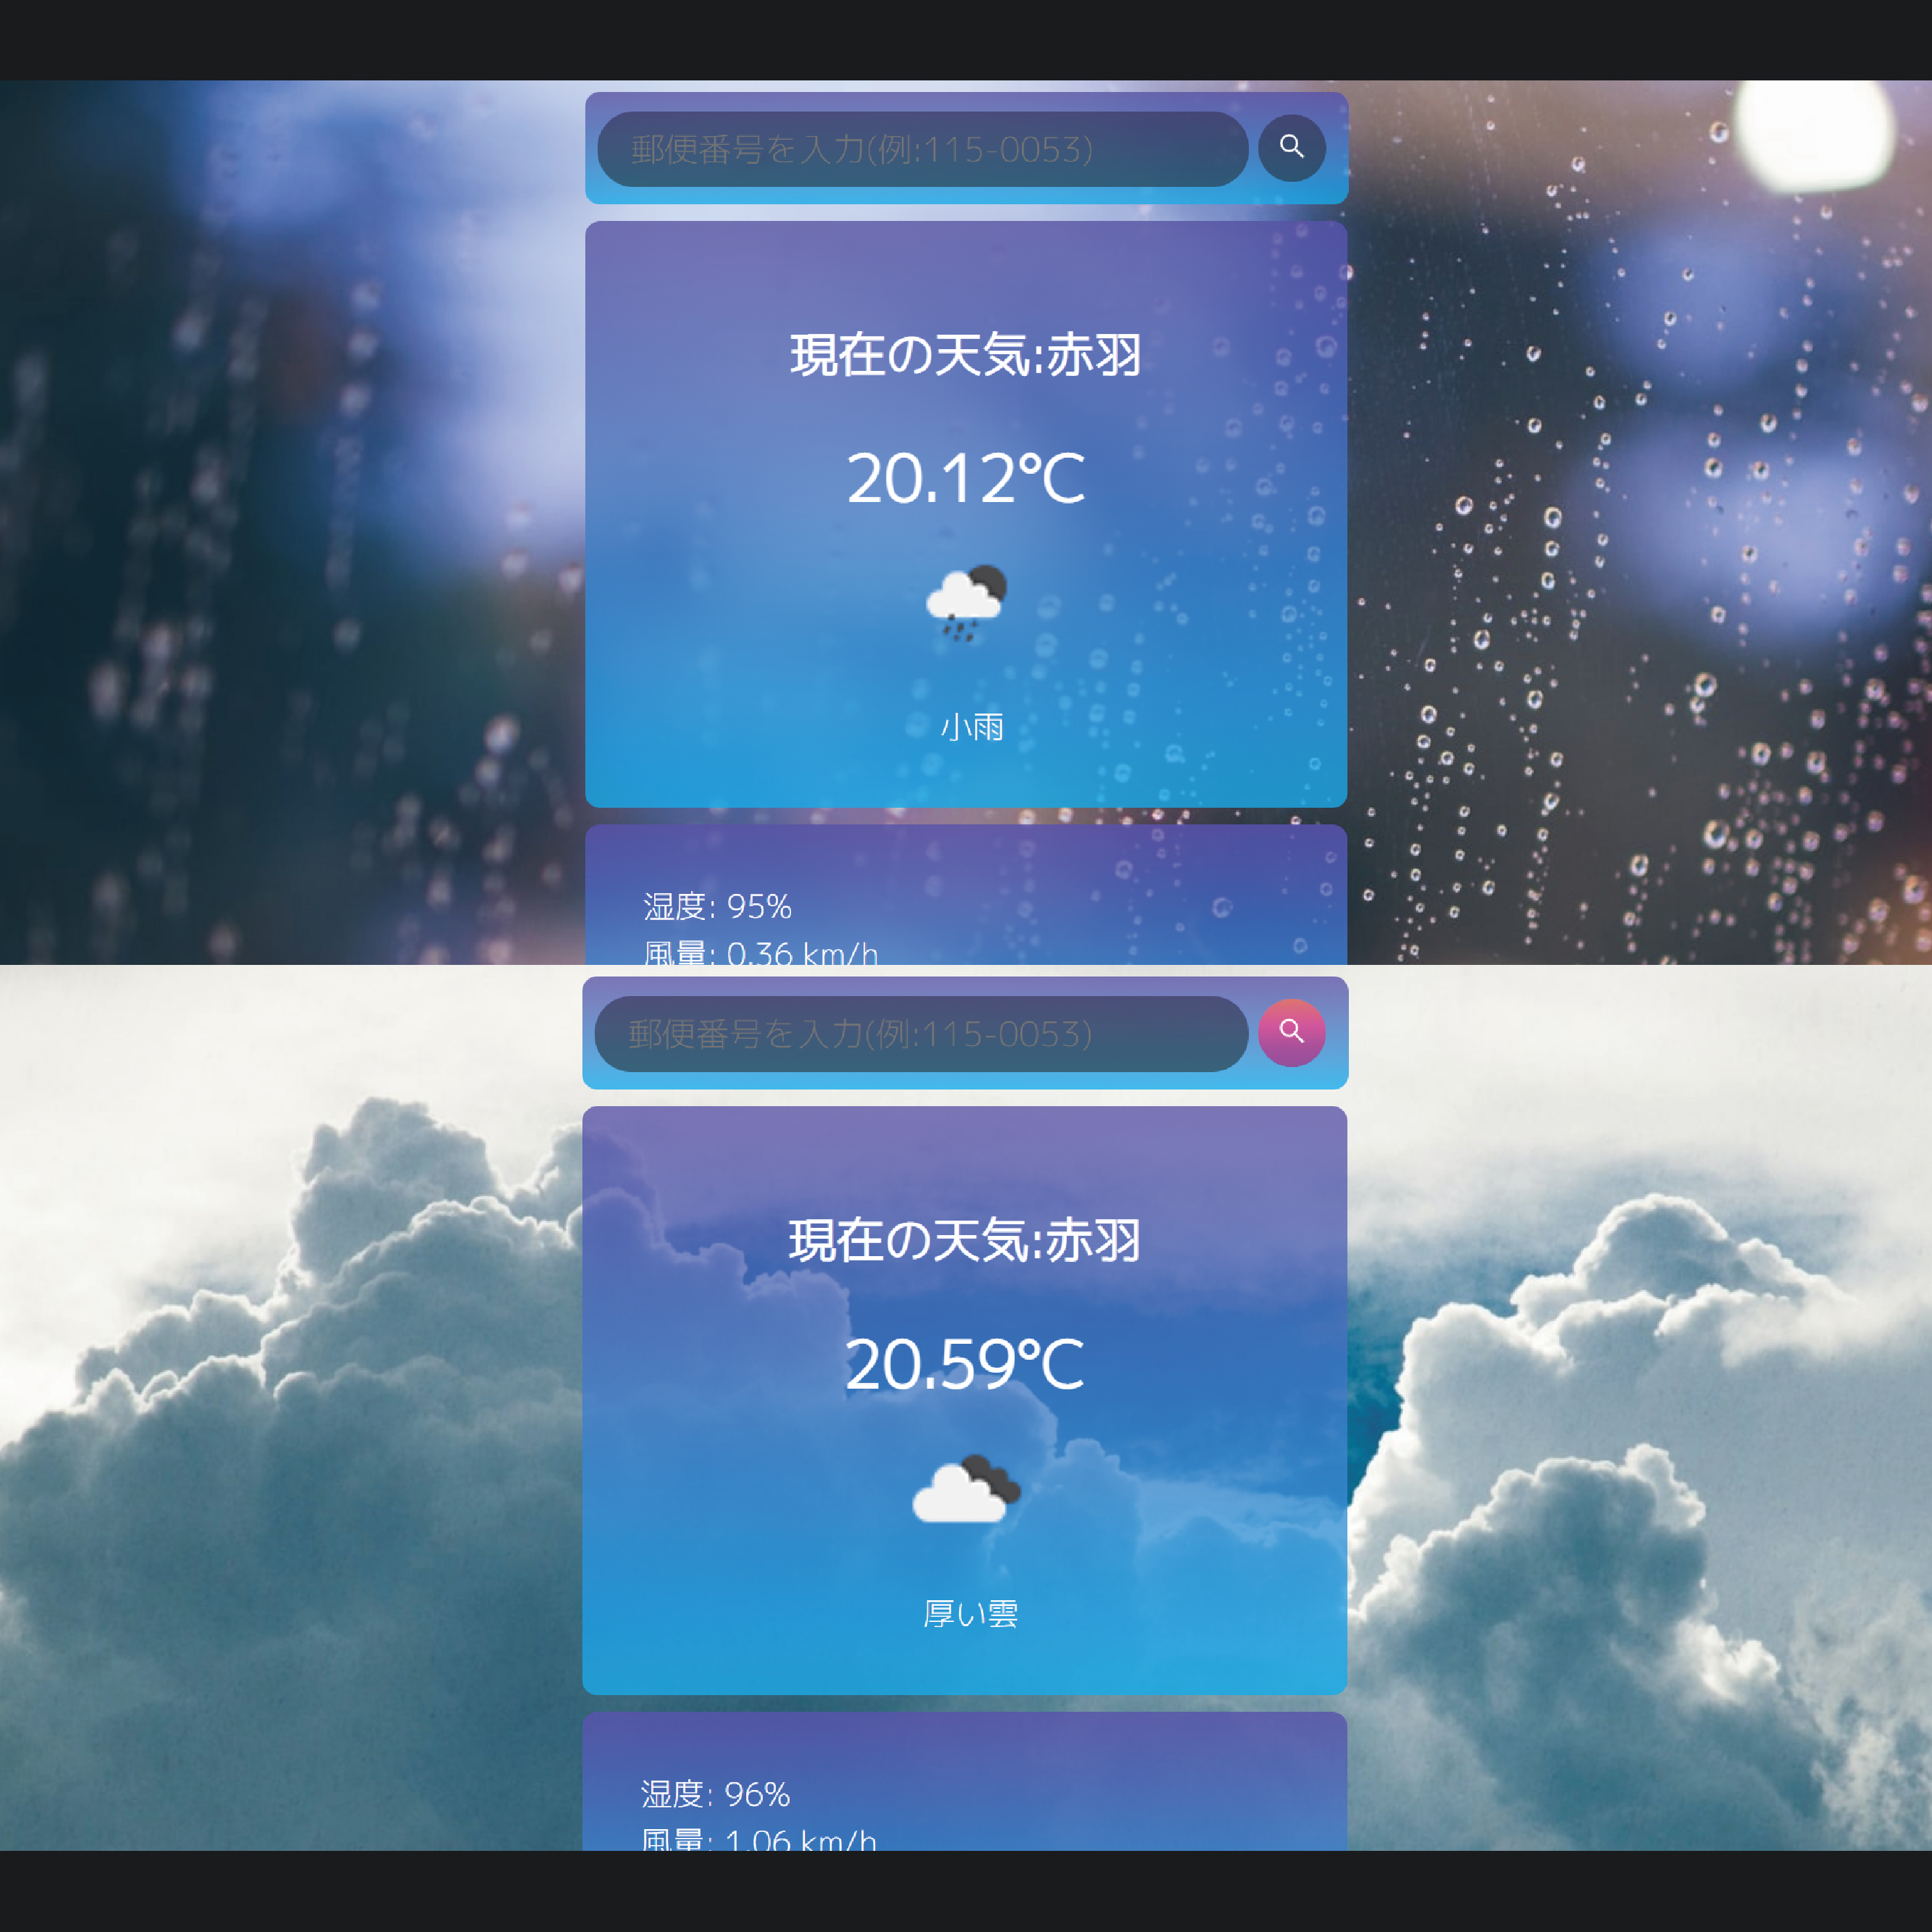 郵便番号を入力(例:115-0053)
現在の天気:赤羽
20.12℃
小雨
湿度: 95%
風量: 0.36 km/h
郵便番号を入力(例:115-0053)
現在の天気:赤羽
20.59℃
厚い雲
湿度: 96%
風量: 1.06 km/h